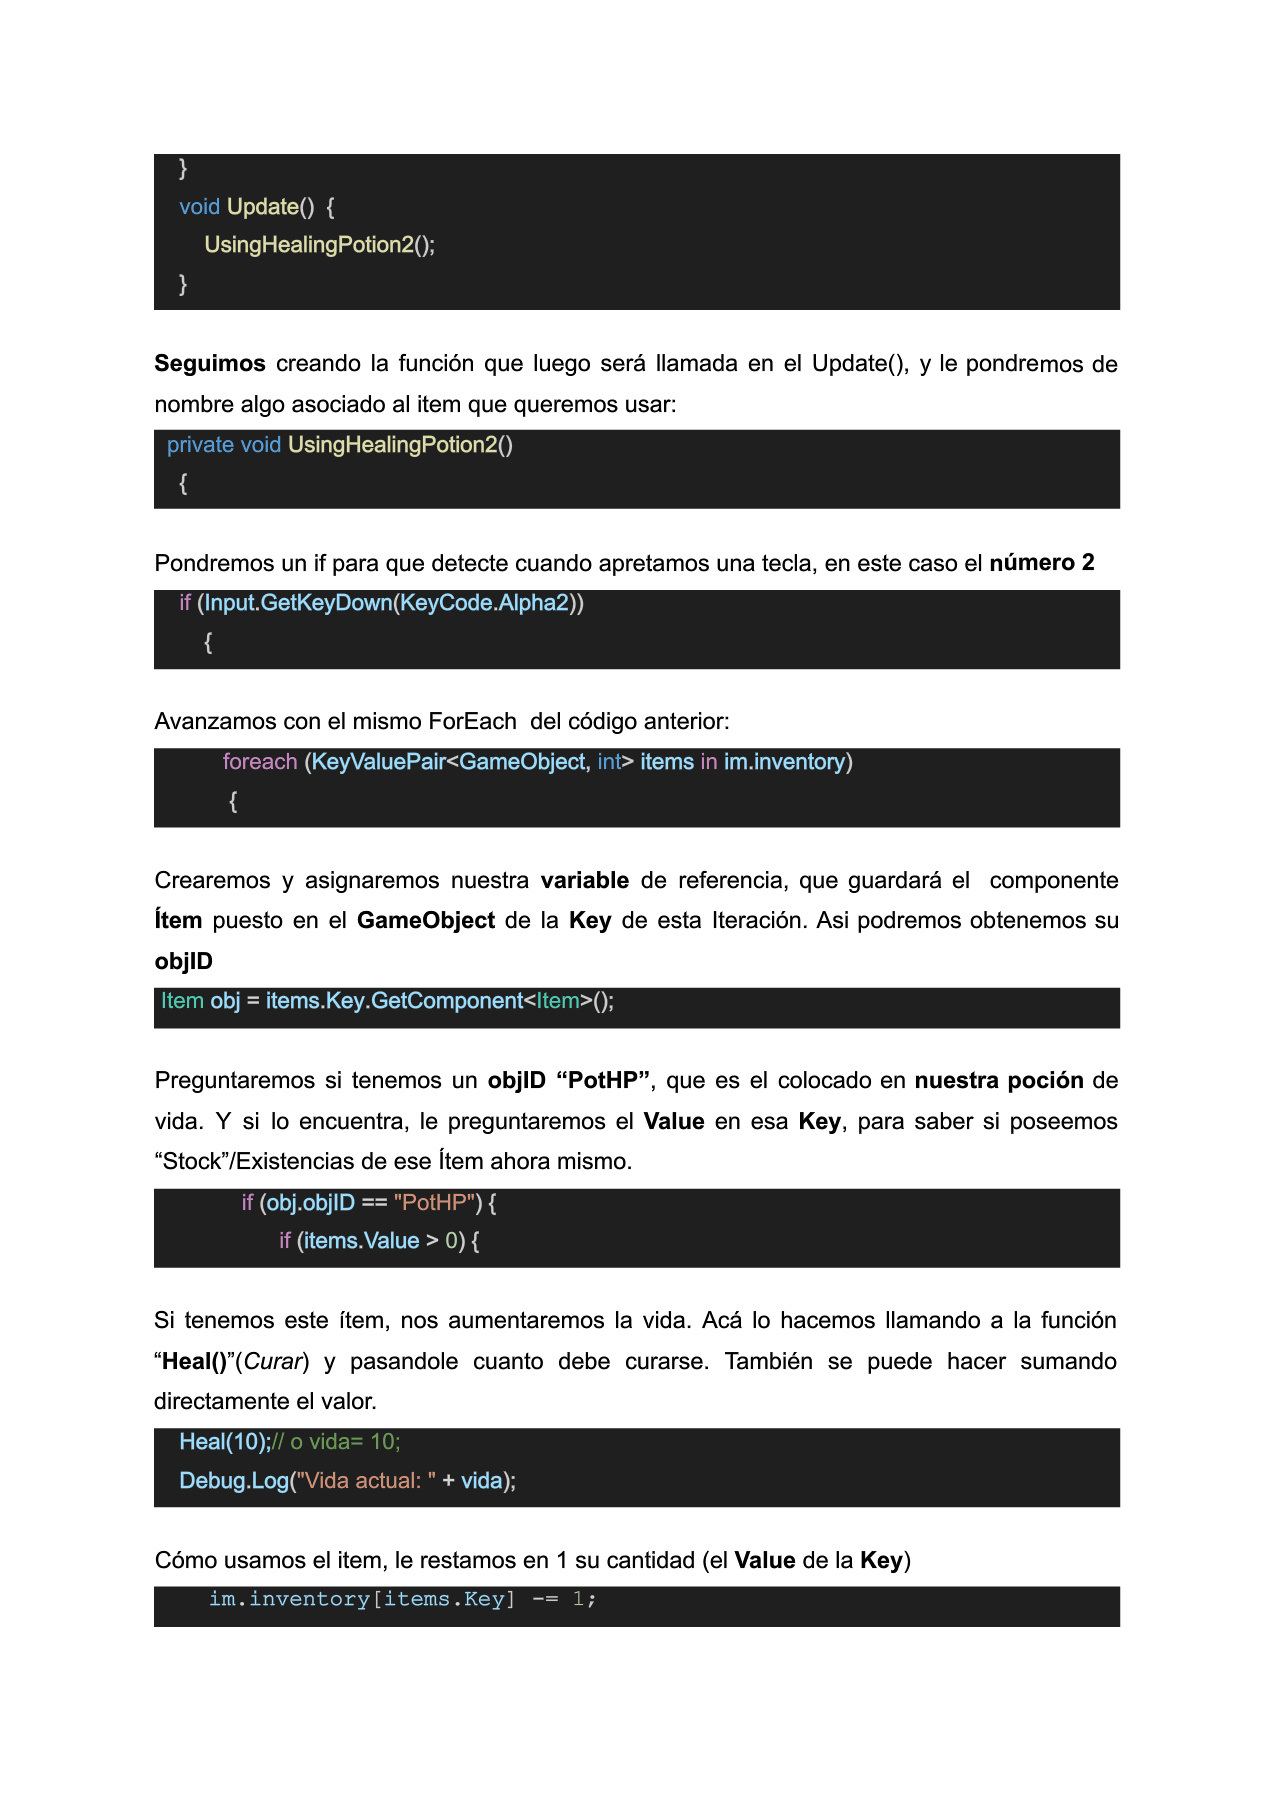 }
void Update() {
UsingHealingPotion2();
}
Seguimos creando la función que luego será llamada en el Update(), y le pondremos de
nombre algo asociado al item que queremos usar:
private void UsingHealingPotion2()
{
Pondremos un if para que detecte cuando apretamos una tecla, en este caso el número 2
if (Input.GetKeyDown(KeyCode.Alpha2))
{
Avanzamos con el mismo ForEach del código anterior:
foreach (KeyValuePair<GameObject, int> items in im.inventory)
{
Crearemos y asignaremos nuestra variable de referencia, que guardará el componente
Ítem puesto en el GameObject de la Key de esta Iteración. Asi podremos obtenemos su
objID
Item obj = items.Key.GetComponent<Item>();
Preguntaremos si tenemos un objID “PotHP”, que es el colocado en nuestra poción de
vida. Y si lo encuentra, le preguntaremos el Value en esa Key, para saber si poseemos
“Stock”/Existencias de ese Ítem ahora mismo.
if (obj.objID == "PotHP") {
if (items.Value > 0) {
Si tenemos este ítem, nos aumentaremos la vida. Acá lo hacemos llamando a la función
“Heal()”(Curar) y pasandole cuanto debe curarse. También se puede hacer sumando
directamente el valor.
Heal(10);// o vida= 10;
Debug.Log("Vida actual: " + vida);
Cómo usamos el item, le restamos en 1 su cantidad (el Value de la Key)
im.inventory[items.Key] -= 1;